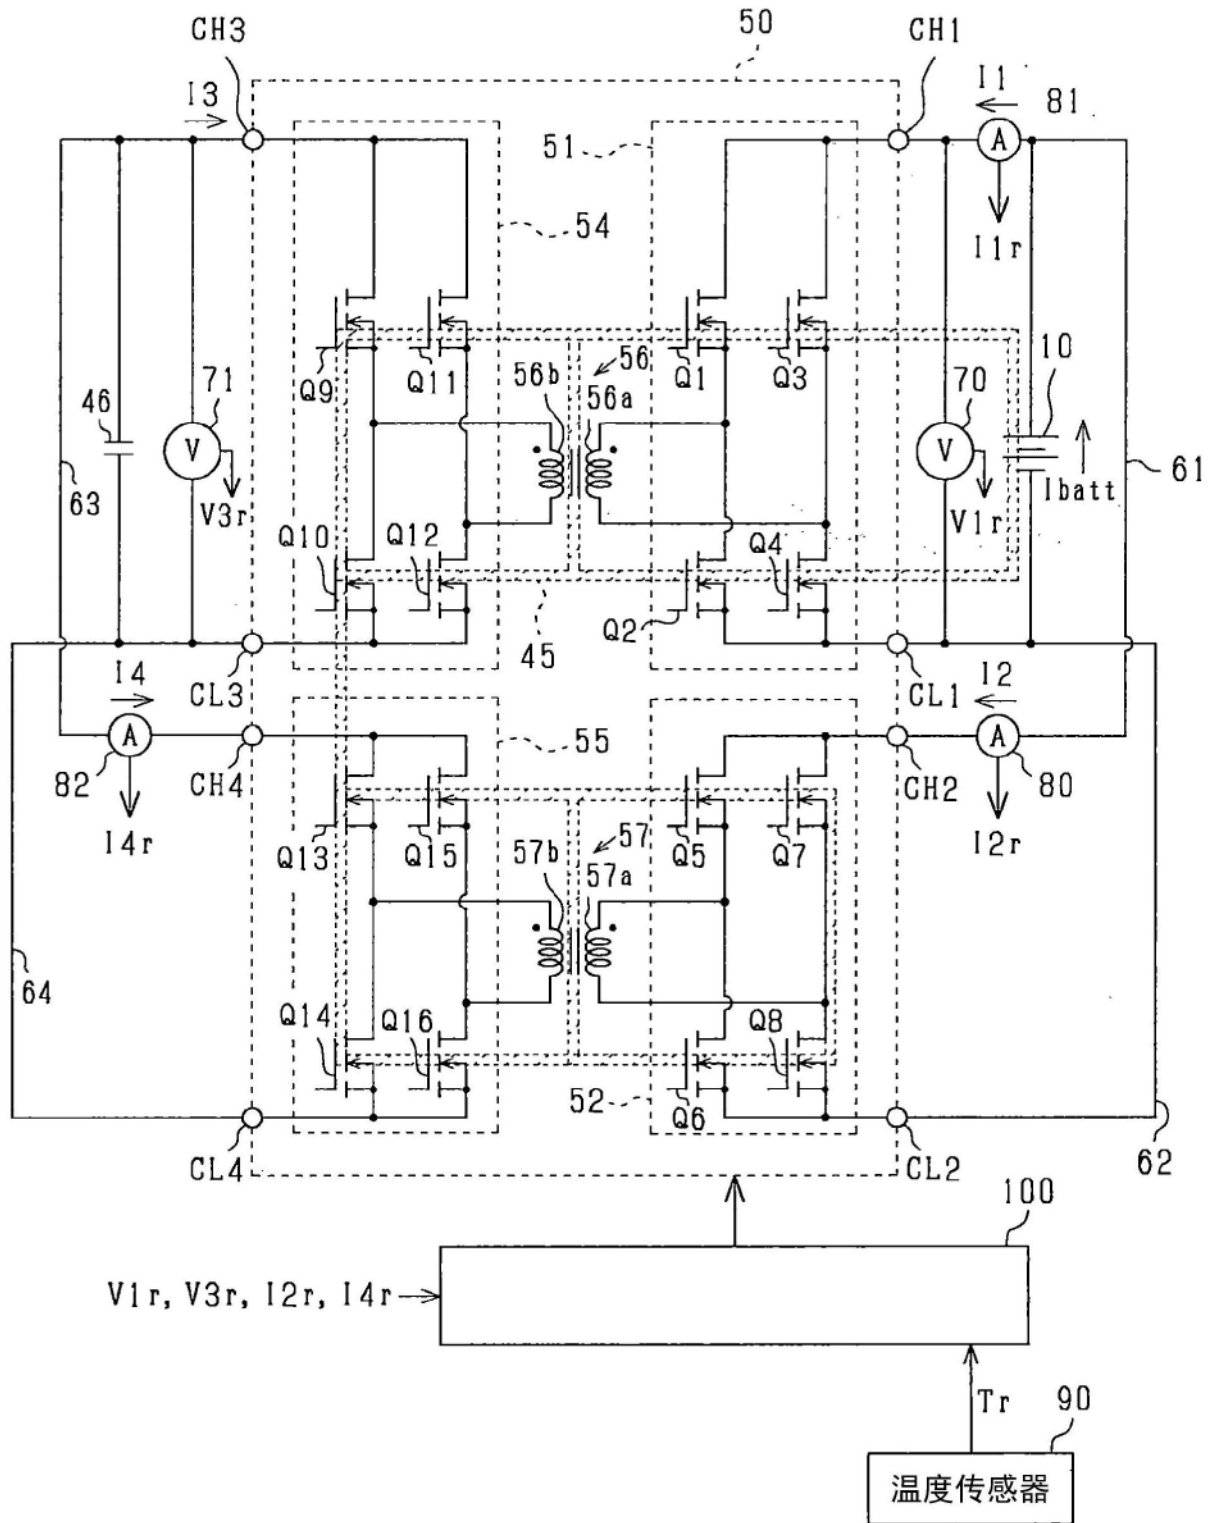 CH3
50
CH1
I3
I1
81
51
A
54
I1r
Q9
Q11
56b
56
56a
Q1
Q3
10
46
71
V
V3r
70
V
V1r
Ibatt
61
63
Q10
Q12
Q4
Q2
45
CL3
CL1
I4
I2
A
82
CH4
55
CH2
A
80
I4r
I2r
Q13
Q15
57b
57
57a
Q5
Q7
64
Q14
Q16
Q8
52
Q6
CL4
CL2
62
100
V1r, V3r, I2r, I4r
Tr
90
温度传感器